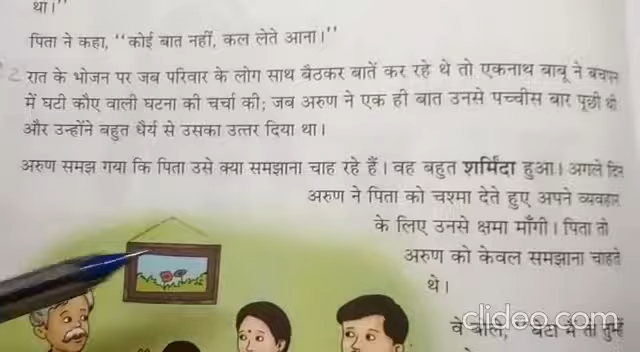 था।"
पिता ने कहा, "कोई बात नहीं, कल लेते आना।"
2 रात के भोजन पर जब परिवार के लोग साथ बैठकर बातें कर रहे थे तो एकनाथ बाबू ने बचपन
में घटी कौए वाली घटना की चर्चा की; जब अरुण ने एक ही बात उनसे पच्चीस बार पूछी थी
और उन्होंने बहुत धैर्य से उसका उत्तर दिया था।
अरुण समझ गया कि पिता उसे क्या समझाना चाह रहे हैं। वह बहुत शर्मिंदा हुआ। अगले दिन
अरुण ने पिता को चश्मा देते हुए अपने व्यवहार
के लिए उनसे क्षमा माँगी। पिता तो
अरुण को केवल समझाना चाहते
थे।
वे बोले, "बेटा मैं तो तुम्हें
clideo.com